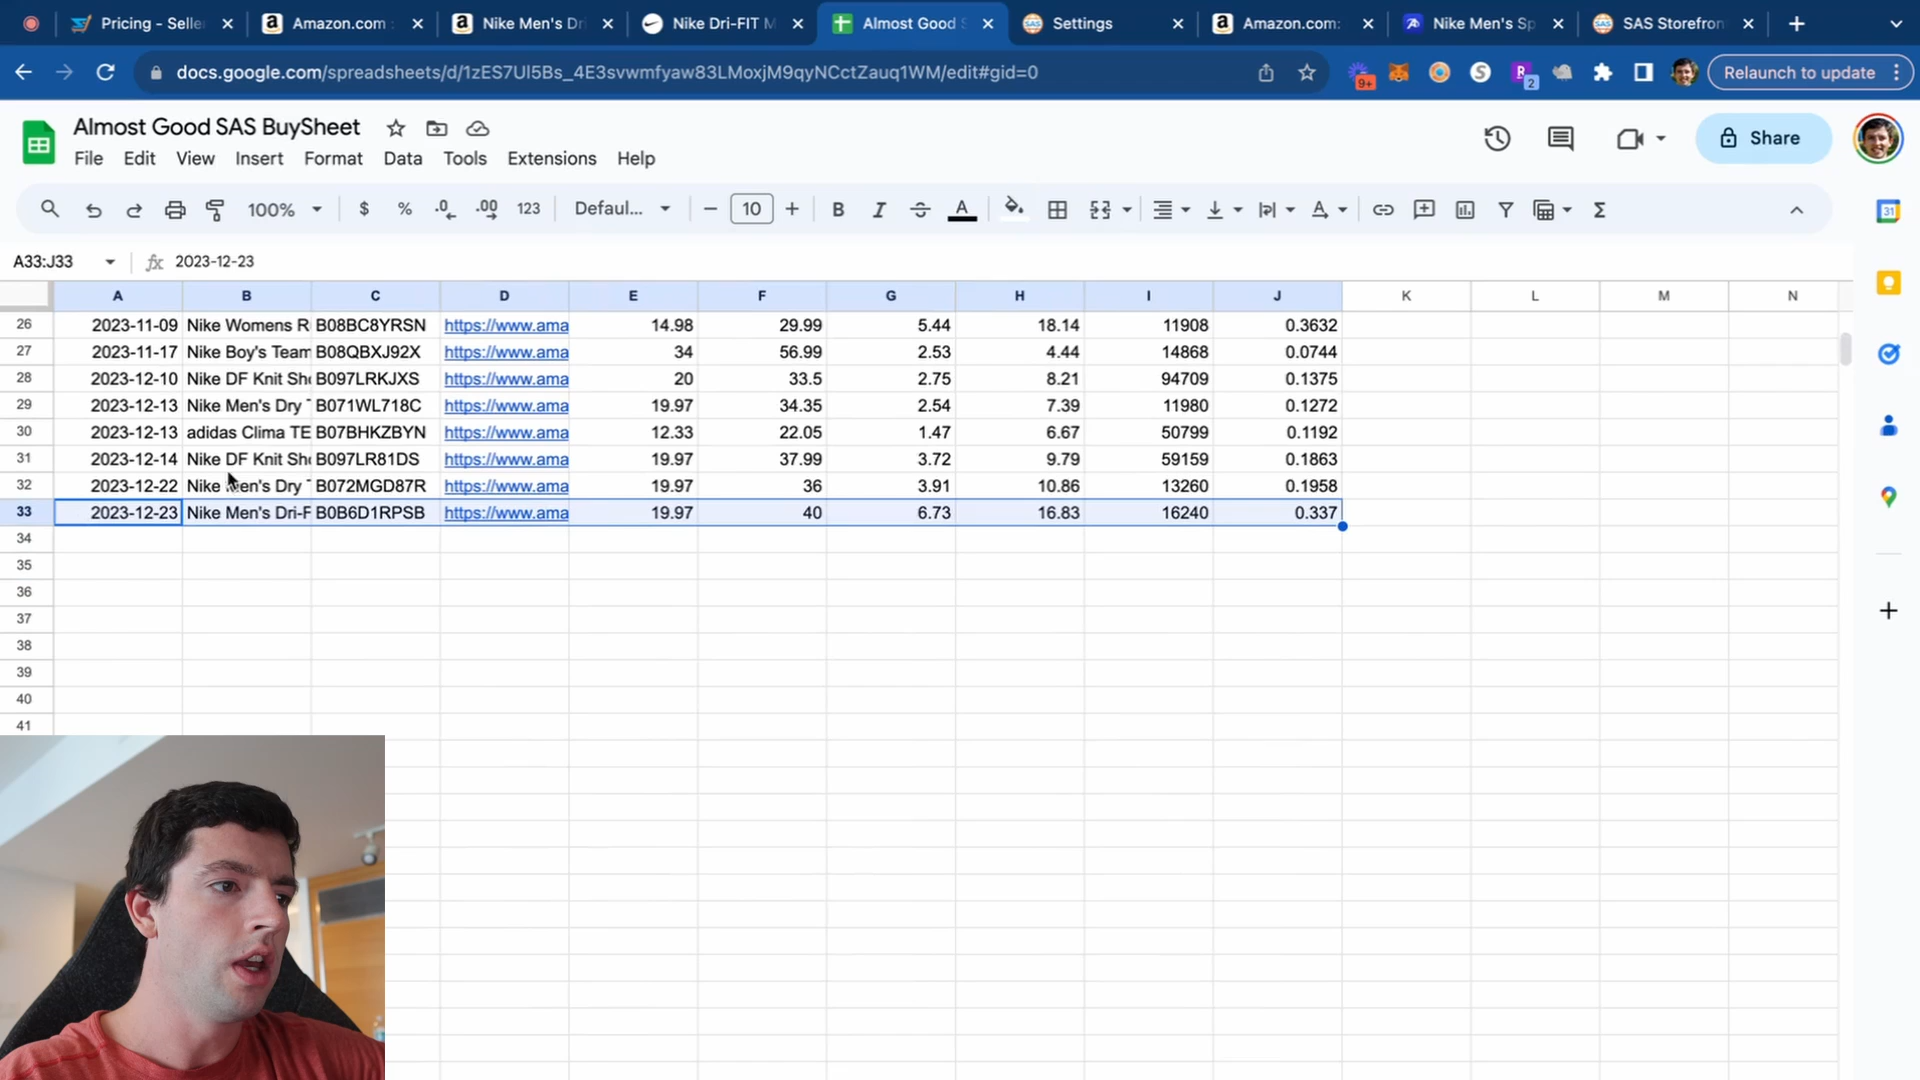 Pricing - Selle
Amazon.com :
Nike Men's Dri
Nike Dri-FIT M
Almost Good S
Settings
Amazon.com:
Nike Men's Sp
SAS Storefron
docs.google.com/spreadsheets/d/1zES7UI5Bs_4E3svwmfyaw83LMoxjM9qyNCctZauq1WM/edit#gid=0
9+
2
Relaunch to update
Almost Good SAS BuySheet
File Edit View Insert Format Data Tools Extensions Help
Share
100% $ % .0 .00 123 Defaul... 10 B I A
31
A33:J33 fx 2023-12-23
A B C D E F G H I J K L M N
26 2023-11-09 Nike Womens R B08BC8YRSN https://www.ama 14.98 29.99 5.44 18.14 11908 0.3632
27 2023-11-17 Nike Boy's Team B08QBXJ92X https://www.ama 34 56.99 2.53 4.44 14868 0.0744
28 2023-12-10 Nike DF Knit Sho B097LRKJXS https://www.ama 20 33.5 2.75 8.21 94709 0.1375
29 2023-12-13 Nike Men's Dry T B071WL718C https://www.ama 19.97 34.35 2.54 7.39 11980 0.1272
30 2023-12-13 adidas Clima TE B07BHKZBYN https://www.ama 12.33 22.05 1.47 6.67 50799 0.1192
31 2023-12-14 Nike DF Knit Sho B097LR81DS https://www.ama 19.97 37.99 3.72 9.79 59159 0.1863
32 2023-12-22 Nike Men's Dry T B072MGD87R https://www.ama 19.97 36 3.91 10.86 13260 0.1958
33 2023-12-23 Nike Men's Dri-F B0B6D1RPSB https://www.ama 19.97 40 6.73 16.83 16240 0.337
34
35
36
37
38
39
40
41